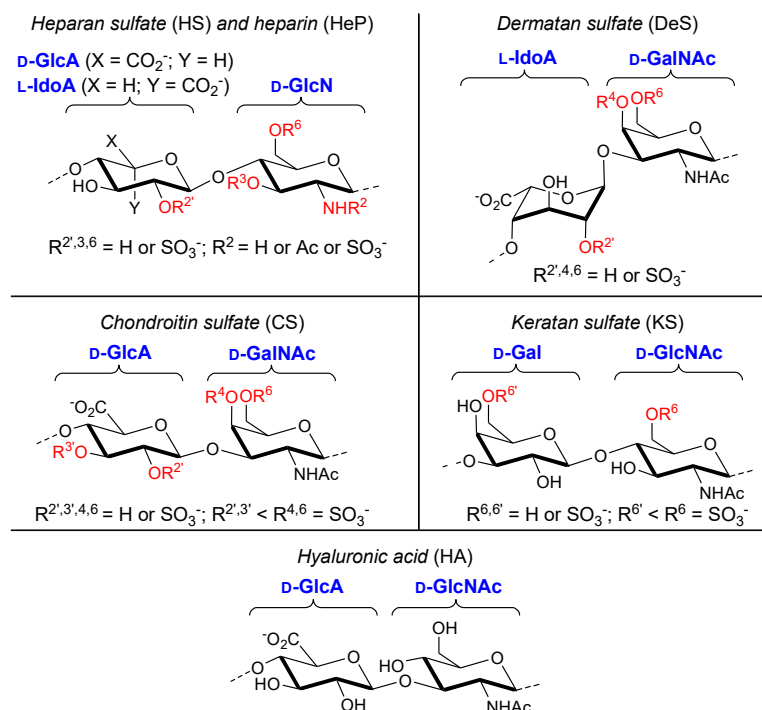 Heparan sulfate (HS) and heparin (HeP)
D-GlcA (X = CO₂⁻; Y = H)
L-IdoA (X = H; Y = CO₂⁻)
D-GlcN
OR⁶
X
O
O
O
O
HO
R³O
Y
OR²'
NHR²
R²',³,⁶ = H or SO₃⁻; R² = H or Ac or SO₃⁻
Dermatan sulfate (DeS)
L-IdoA
D-GalNAc
R⁴O
OR⁶
O
O
NHAc
OH
⁻O₂C
O
O
O
OR²'
R²',⁴,⁶ = H or SO₃⁻
Chondroitin sulfate (CS)
D-GlcA
D-GalNAc
R⁴O
OR⁶
⁻O₂C
O
O
O
O
O
R³'O
OR²'
NHAc
R²',³',⁴,⁶ = H or SO₃⁻; R²',³' < R⁴,⁶ = SO₃⁻
Keratan sulfate (KS)
D-Gal
D-GlcNAc
OR⁶'
OH
OR⁶
O
O
O
O
O
HO
OH
NHAc
R⁶,⁶' = H or SO₃⁻; R⁶' < R⁶ = SO₃⁻
Hyaluronic acid (HA)
D-GlcA
D-GlcNAc
OH
⁻O₂C
O
HO
O
O
O
O
HO
OH
NHAc